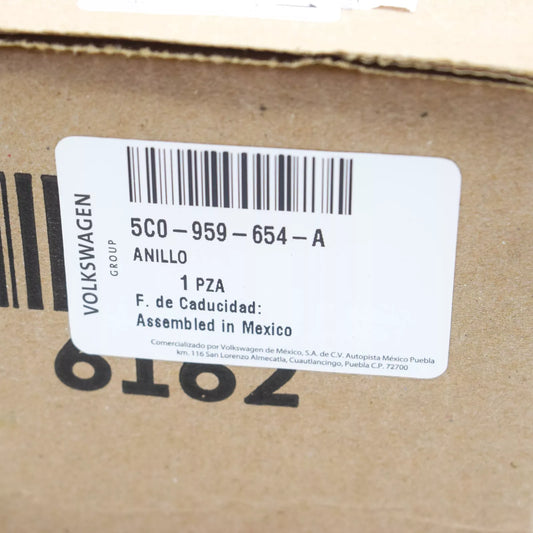 VOLKSWAGEN
GROUP
5C0-959-654-A
ANILLO
1 PZA
F. de Caducidad:
Assembled in Mexico
Comercializado por Volkswagen de México, S.A. de C.V. Autopista México Puebla
km. 116 San Lorenzo Almecatla, Cuautlancingo, Puebla C.P. 72700